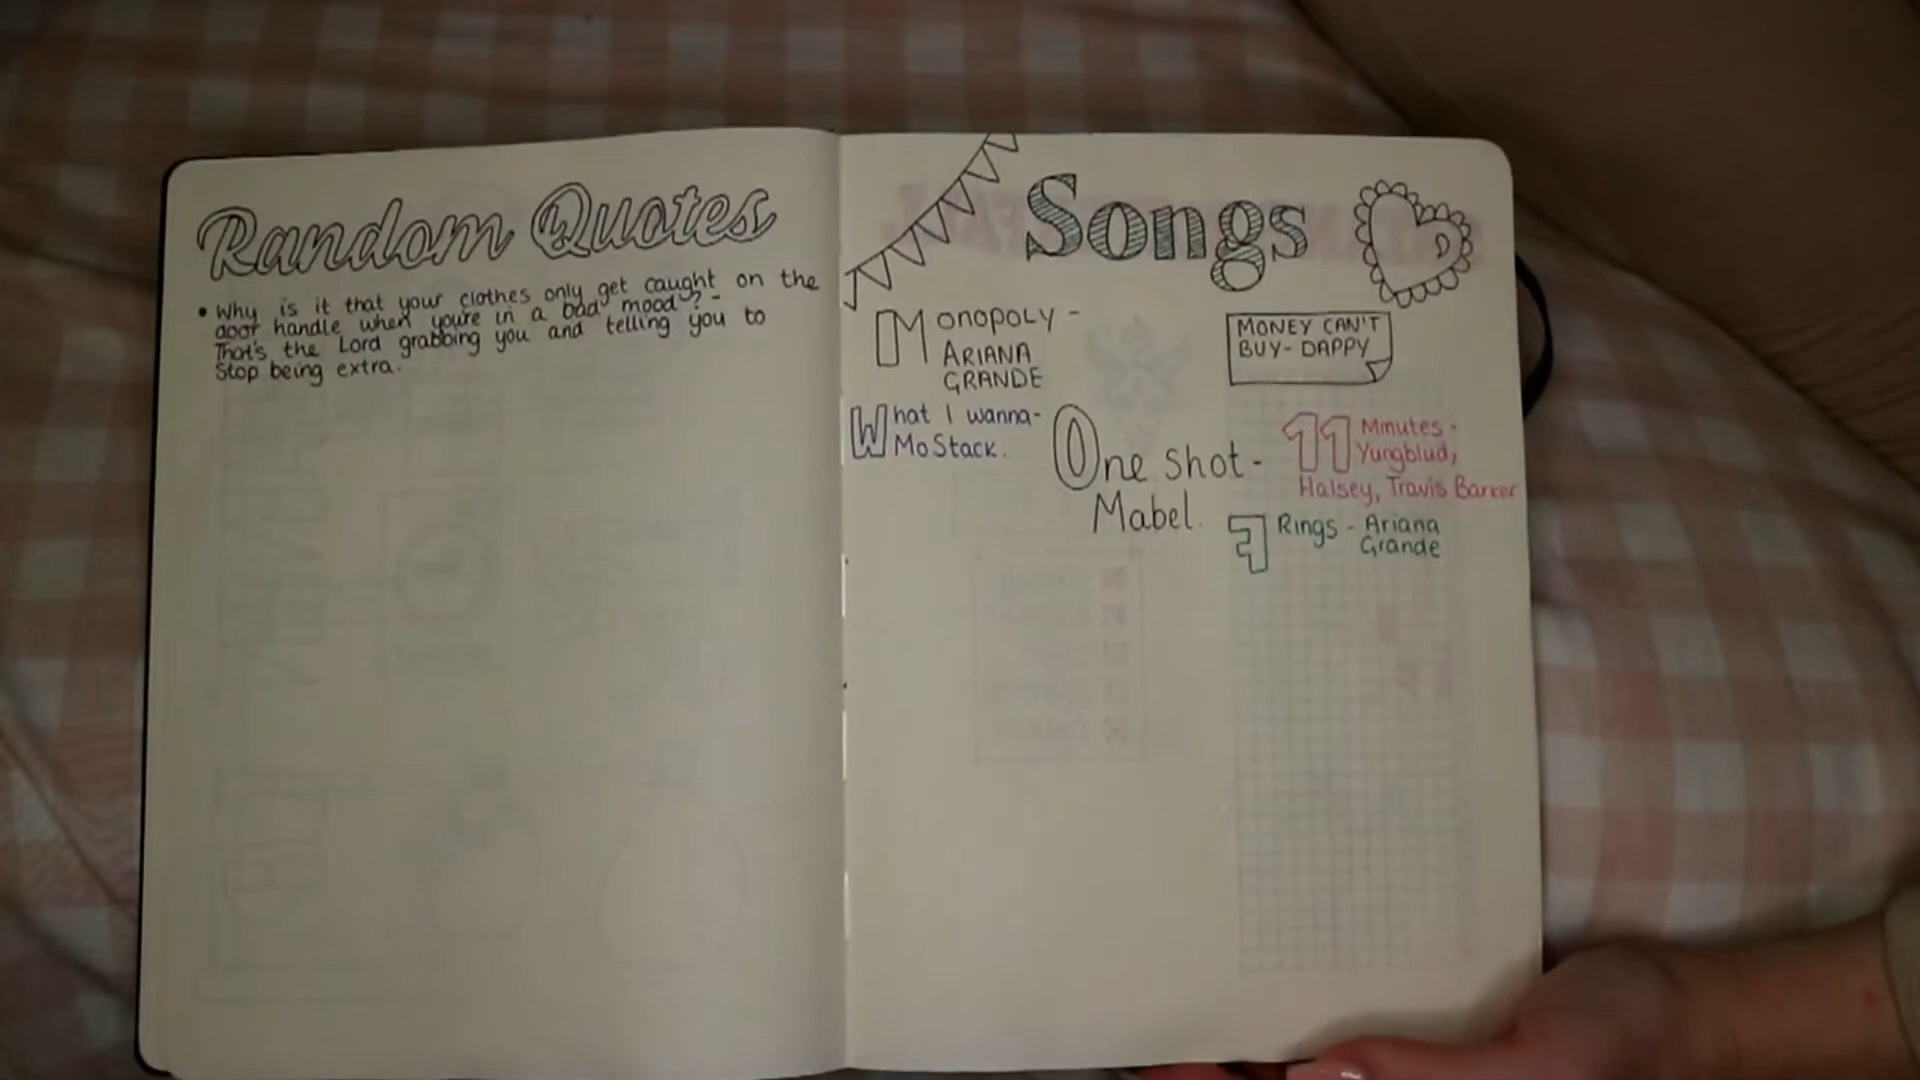 Random Quotes
• Why is it that your clothes only get caught on the
door handle when you're in a bad mood? -
That's the Lord grabbing you and telling you to
Stop being extra.
Songs
Monopoly -
ARIANA
GRANDE
MONEY CAN'T
BUY- DAPPY
What I wanna-
MoStack.
One Shot-
Mabel.
11 Minutes -
Yungblud,
Halsey, Travis Barker
7 Rings - Ariana
Grande